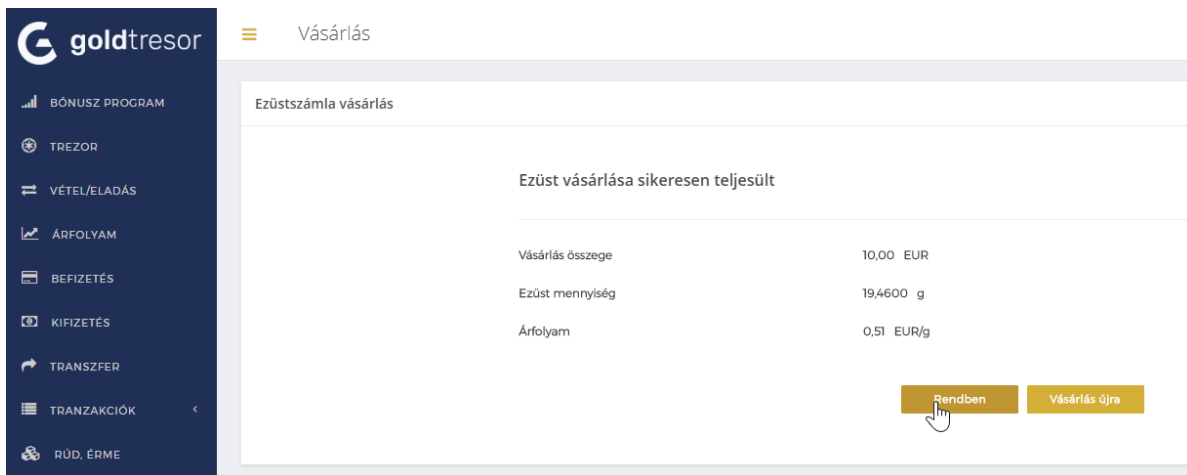 goldtresor
Vásárlás
BÓNUSZ PROGRAM
TREZOR
VÉTEL/ELADÁS
ÁRFOLYAM
BEFIZETÉS
KIFIZETÉS
TRANSZFER
TRANZAKCIÓK
RÚD, ÉRME
Ezüstszámla vásárlás
Ezüst vásárlása sikeresen teljesült
Vásárlás összege 10,00 EUR
Ezüst mennyiség 19,4600 g
Árfolyam 0,51 EUR/g
Rendben Vásárlás újra